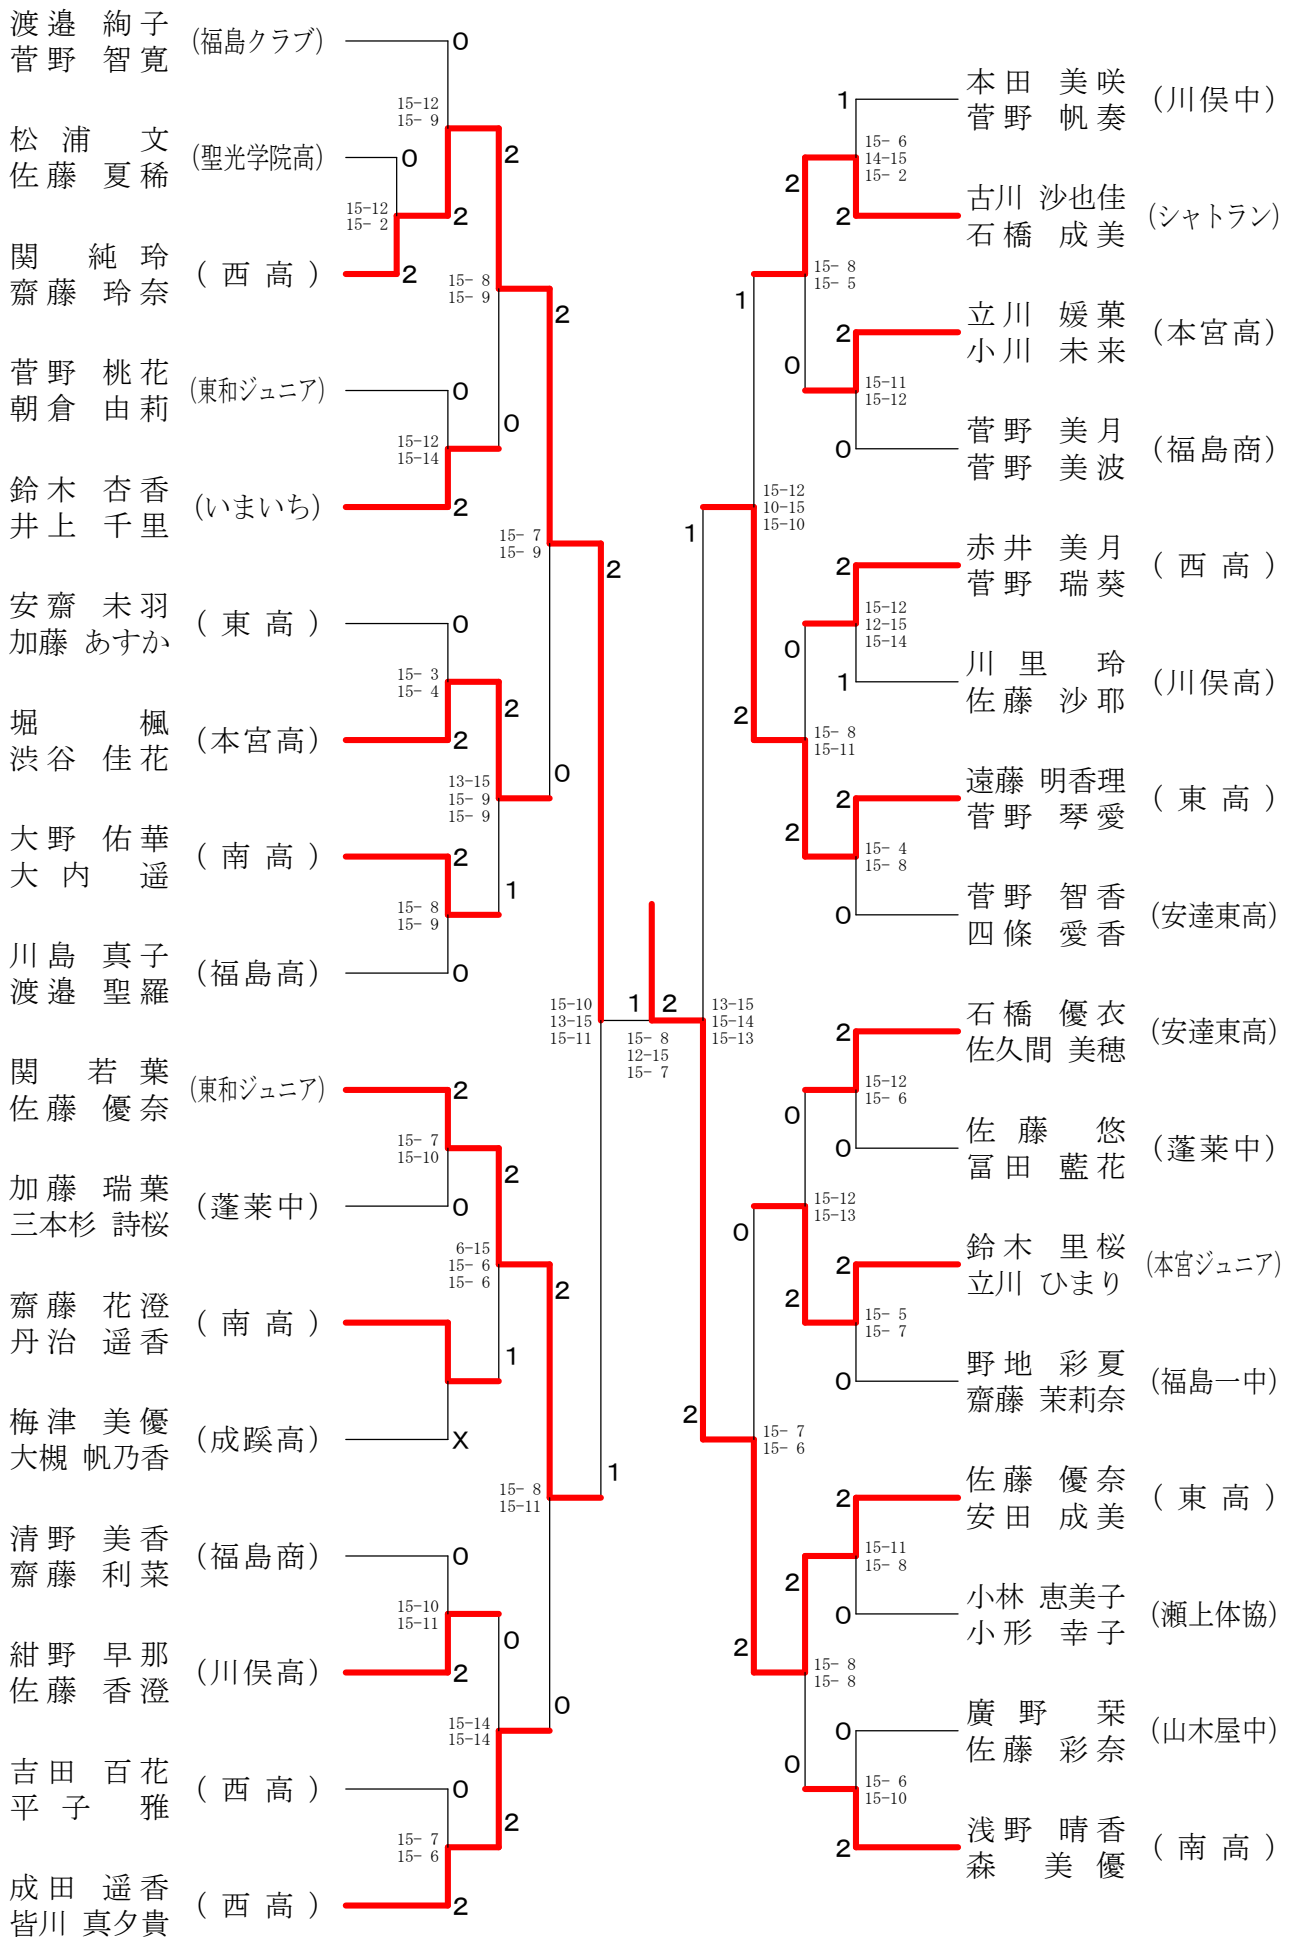 渡邉 絢子
菅野 智寛
(福島クラブ)
0
15-12
15- 9
松浦 文
佐藤 夏稀
(聖光学院高)
0
2
15-12
15- 2
2
関 純玲
齋藤 玲奈
(西高)
2
15- 8
15- 9
2
菅野 桃花
朝倉 由莉
(東和ジュニア)
0
0
15-12
15-14
鈴木 杏香
井上 千里
(いまいち)
2
15- 7
15- 9
2
安齋 未羽
加藤 あすか
(東高)
0
15- 3
15- 4
2
堀 楓
渋谷 佳花
(本宮高)
2
0
13-15
15- 9
15- 9
大野 佑華
大内 遥
(南高)
2
1
15- 8
15- 9
川島 真子
渡邉 聖羅
(福島高)
0
15-10
13-15
15-11
1
2
15- 8
12-15
15- 7
関 若葉
佐藤 優奈
(東和ジュニア)
2
15- 7
15-10
2
加藤 瑞葉
三本杉 詩桜
(蓬莱中)
0
6-15
15- 6
15- 6
2
齋藤 花澄
丹治 遥香
(南高)
1
梅津 美優
大槻 帆乃香
(成蹊高)
X
1
15- 8
15-11
清野 美香
齋藤 利菜
(福島商)
0
15-10
15-11
0
紺野 早那
佐藤 香澄
(川俣高)
2
0
15-14
15-14
吉田 百花
平子 雅
(西高)
0
2
15- 7
15- 6
成田 遥香
皆川 真夕貴
(西高)
2
1
本田 美咲
菅野 帆奏
(川俣中)
15- 6
14-15
15- 2
2
2
古川 沙也佳
石橋 成美
(シャトラン)
15- 8
15- 5
1
2
立川 媛菓
小川 未来
(本宮高)
0
15-11
15-12
0
菅野 美月
菅野 美波
(福島商)
15-12
10-15
15-10
1
2
赤井 美月
菅野 瑞葵
(西高)
15-12
12-15
15-14
0
1
川里 玲
佐藤 沙耶
(川俣高)
2
15- 8
15-11
2
遠藤 明香理
菅野 琴愛
(東高)
2
15- 4
15- 8
0
菅野 智香
四條 愛香
(安達東高)
13-15
15-14
15-13
2
石橋 優衣
佐久間 美穂
(安達東高)
15-12
15- 6
0
0
佐藤 悠
冨田 藍花
(蓬莱中)
15-12
15-13
0
2
鈴木 里桜
立川 ひまり
(本宮ジュニア)
2
15- 5
15- 7
0
野地 彩夏
齋藤 茉莉奈
(福島一中)
2
15- 7
15- 6
2
佐藤 優奈
安田 成美
(東高)
15-11
15- 8
2
0
小林 恵美子
小形 幸子
(瀬上体協)
2
15- 8
15- 8
0
廣野 栞
佐藤 彩奈
(山木屋中)
0
15- 6
15-10
2
浅野 晴香
森 美優
(南高)